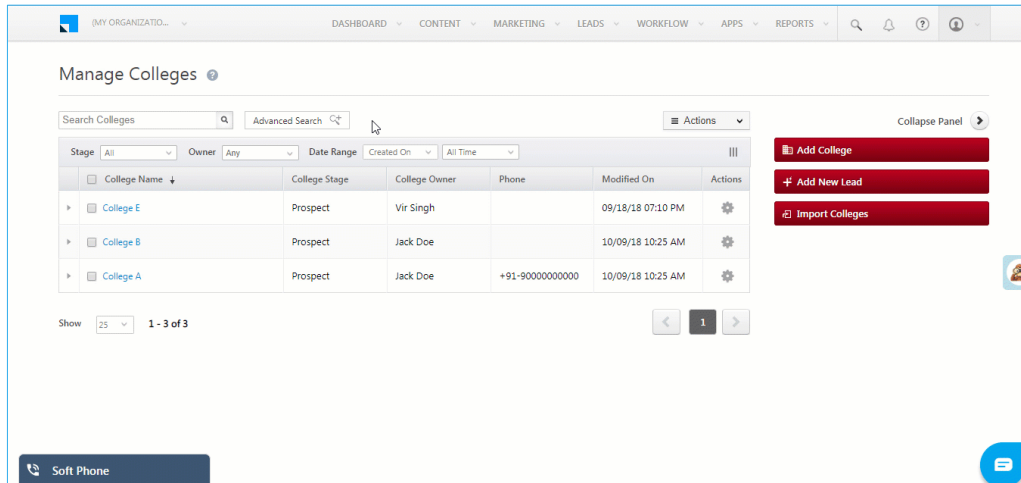 (MY ORGANIZATIO... DASHBOARD CONTENT MARKETING LEADS WORKFLOW APPS REPORTS
Manage Colleges
Search Colleges Advanced Search Actions Collapse Panel
Stage All Owner Any Date Range Created On All Time
Add College
College Name College Stage College Owner Phone Modified On Actions
Add New Lead
College E Prospect Vir Singh 09/18/18 07:10 PM
Import Colleges
College B Prospect Jack Doe 10/09/18 10:25 AM
College A Prospect Jack Doe +91-90000000000 10/09/18 10:25 AM
Show 25 1 - 3 of 3 1
Soft Phone